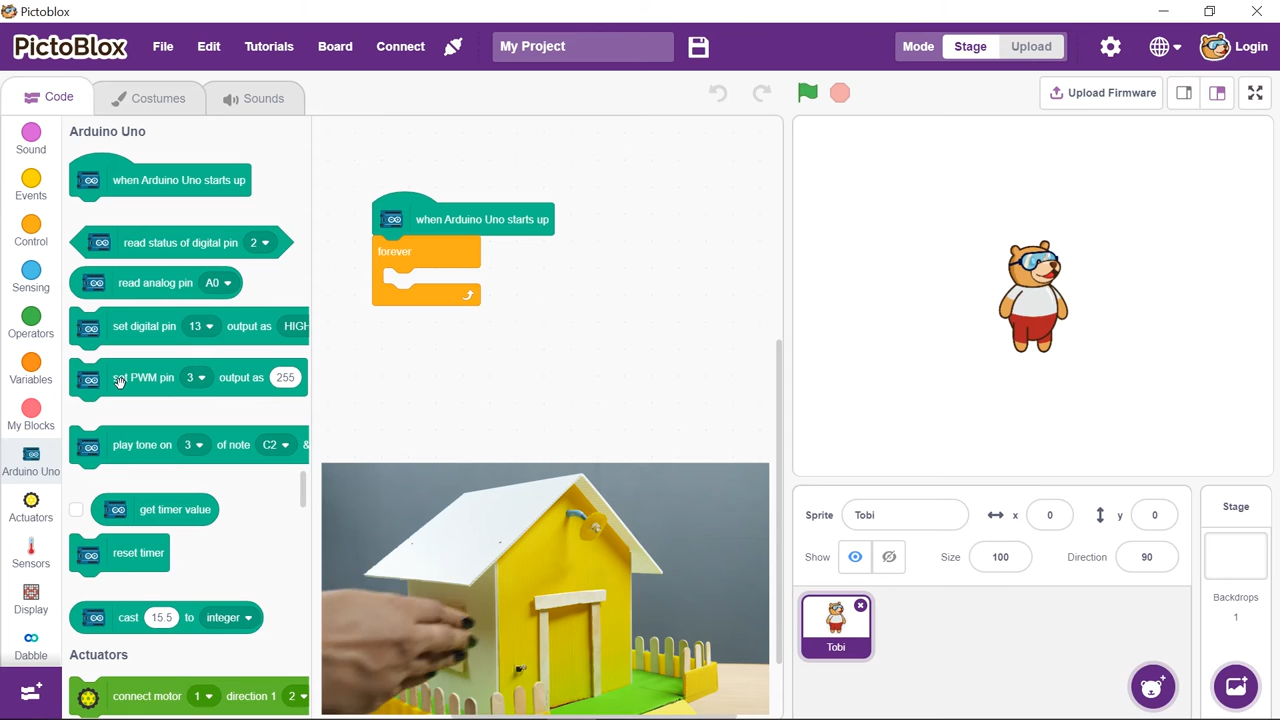 Pictoblox
PictoBlox File Edit Tutorials Board Connect My Project Mode Stage Upload Login
Code Costumes Sounds Upload Firmware
Sound
Events
Control
Sensing
Operators
Variables
My Blocks
Arduino Uno
Actuators
Sensors
Display
Dabble
Arduino Uno
when Arduino Uno starts up
read status of digital pin 2
read analog pin A0
set digital pin 13 output as HIGH
set PWM pin 3 output as 255
play tone on 3 of note C2 &
get timer value
reset timer
cast 15.5 to integer
Actuators
connect motor 1 direction 1 2
when Arduino Uno starts up
forever
Sprite Tobi x 0 y 0
Show Size 100 Direction 90
Tobi
Stage
Backdrops
1